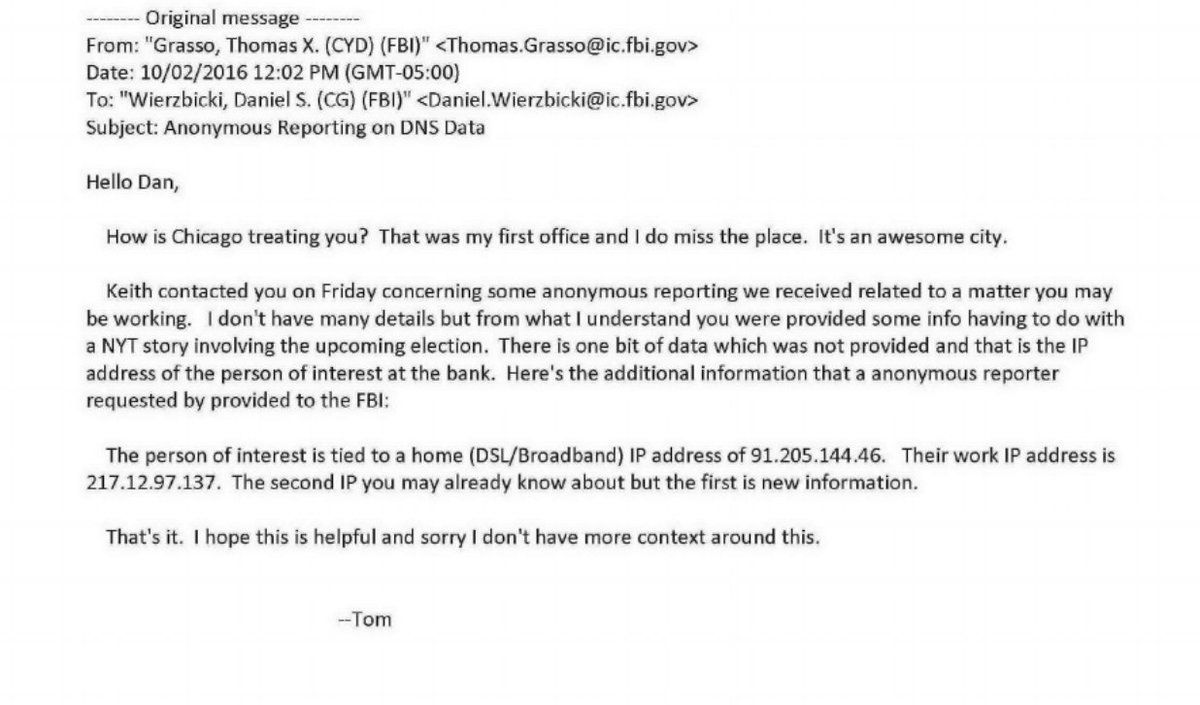 -------- Original message --------
From: "Grasso, Thomas X. (CYD) (FBI)" <Thomas.Grasso@ic.fbi.gov>
Date: 10/02/2016 12:02 PM (GMT-05:00)
To: "Wierzbicki, Daniel S. (CG) (FBI)" <Daniel.Wierzbicki@ic.fbi.gov>
Subject: Anonymous Reporting on DNS Data
Hello Dan,
How is Chicago treating you? That was my first office and I do miss the place. It's an awesome city.
Keith contacted you on Friday concerning some anonymous reporting we received related to a matter you may
be working. I don't have many details but from what I understand you were provided some info having to do with
a NYT story involving the upcoming election. There is one bit of data which was not provided and that is the IP
address of the person of interest at the bank. Here's the additional information that a anonymous reporter
requested by provided to the FBI:
The person of interest is tied to a home (DSL/Broadband) IP address of 91.205.144.46. Their work IP address is
217.12.97.137. The second IP you may already know about but the first is new information.
That's it. I hope this is helpful and sorry I don't have more context around this.
--Tom